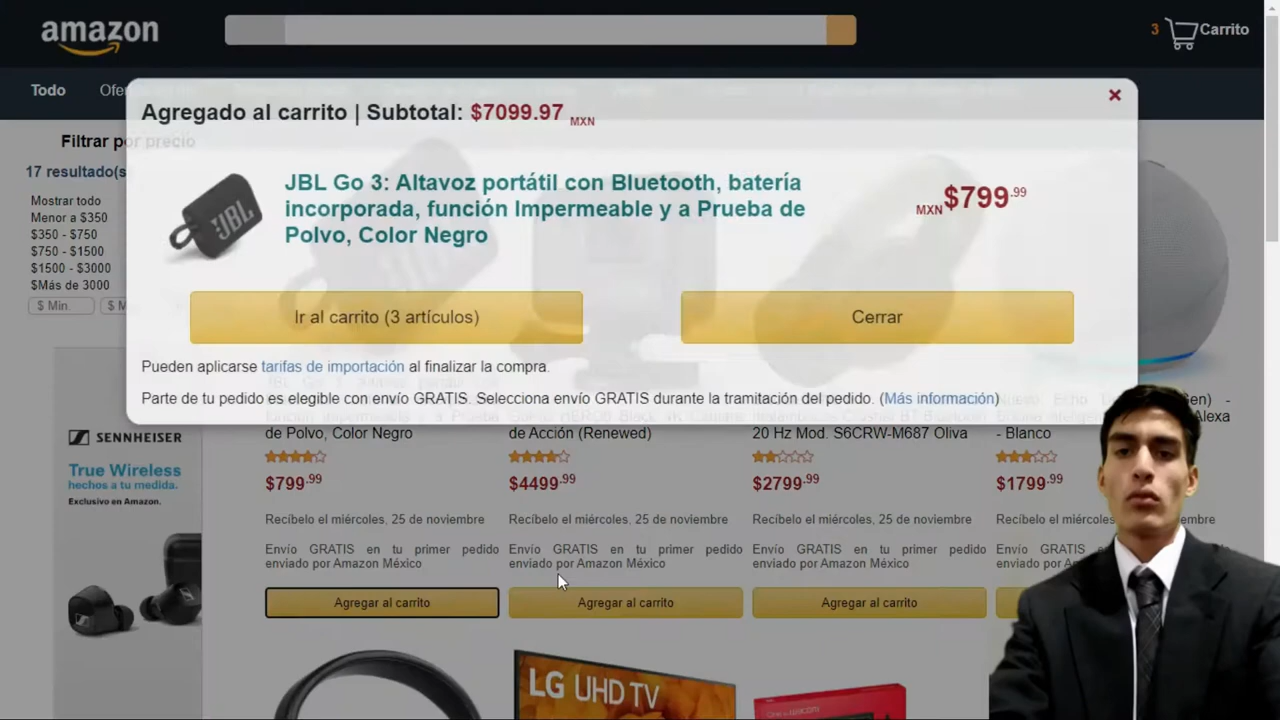 amazon
3 Carrito
Todo Ofe
Agregado al carrito | Subtotal: $7099.97 MXN
Filtrar por precio
17 resultado(s
Mostrar todo
Menor a $350
$350 - $750
$750 - $1500
$1500 - $3000
$Más de 3000
$ Min. $ M
JBL
JBL Go 3: Altavoz portátil con Bluetooth, batería
incorporada, función Impermeable y a Prueba de
Polvo, Color Negro
MXN$799.99
Ir al carrito (3 artículos)
Cerrar
Pueden aplicarse tarifas de importación al finalizar la compra.
Parte de tu pedido es elegible con envío GRATIS. Selecciona envío GRATIS durante la tramitación del pedido. (Más información)
SENNHEISER
True Wireless
hechos a tu medida.
Exclusivo en Amazon.
de Polvo, Color Negro
$799.99
Recíbelo el miércoles, 25 de noviembre
Envío GRATIS en tu primer pedido
enviado por Amazon México
Agregar al carrito
de Acción (Renewed)
$4499.99
Recíbelo el miércoles, 25 de noviembre
Envío GRATIS en tu primer pedido
enviado por Amazon México
Agregar al carrito
20 Hz Mod. S6CRW-M687 Oliva
$2799.99
Recíbelo el miércoles, 25 de noviembre
Envío GRATIS en tu primer pedido
enviado por Amazon México
Agregar al carrito
- Blanco
$1799.99
Recíbelo el miércoles
Envío GRATIS
enviado por Am
LG UHD TV